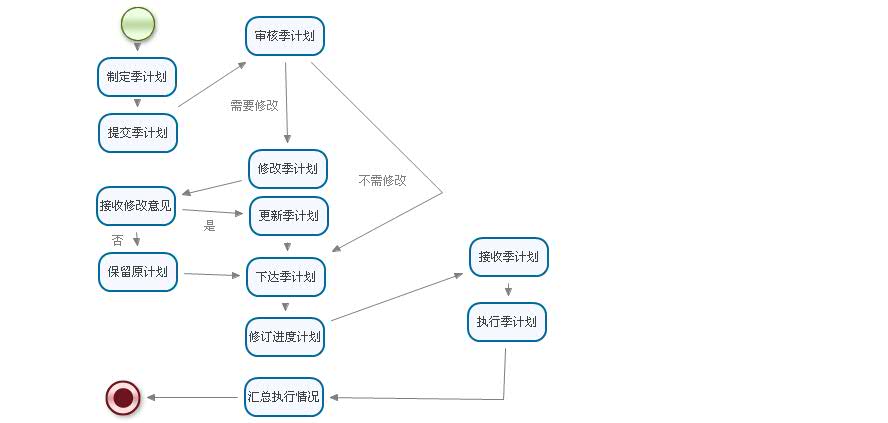 审核季计划
制定季计划
需要修改
提交季计划
修改季计划
不需修改
接收修改意见
是
更新季计划
否
接收季计划
保留原计划
下达季计划
执行季计划
修订进度计划
汇总执行情况